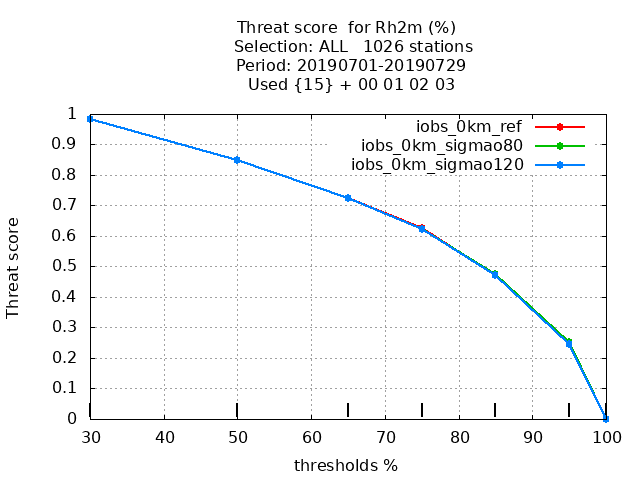 Threat score  for Rh2m (%)
Selection: ALL   1026 stations
Period: 20190701-20190729
Used {15} + 00 01 02 03
iobs_0km_ref
iobs_0km_sigmao80
iobs_0km_sigmao120
1
0.9
0.8
0.7
0.6
0.5
0.4
0.3
0.2
0.1
0
Threat score
30 40 50 60 70 80 90 100
thresholds %